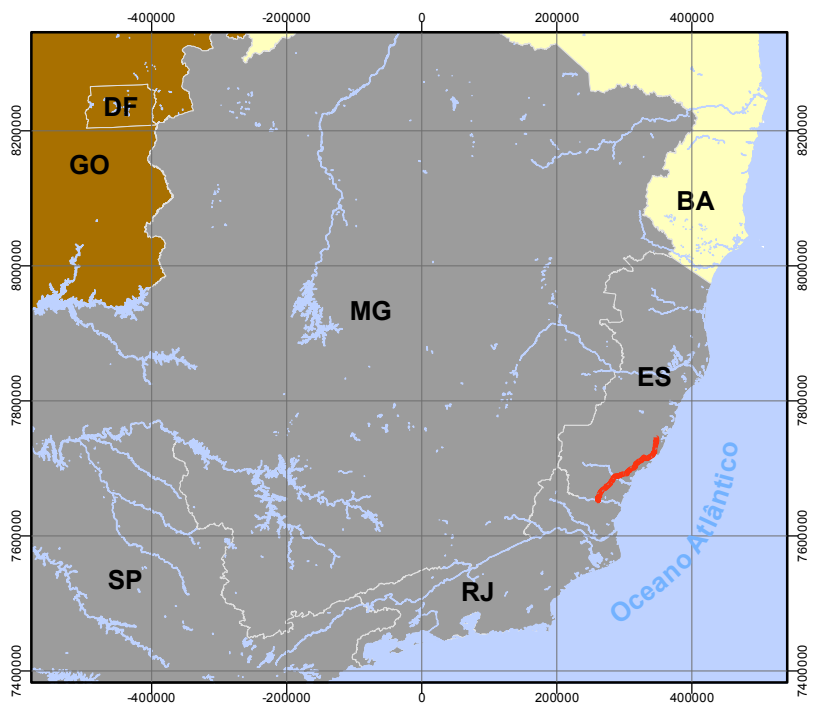 -400000 -200000 0 200000 400000
8200000 8200000
DF
GO
BA
8000000 8000000
MG
ES
7800000 7800000
Oceano Atlântico
7600000 7600000
SP
RJ
7400000 7400000
-400000 -200000 0 200000 400000